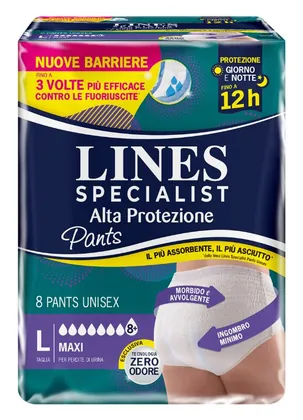 NUOVE BARRIERE
FINO A
3 VOLTE PIÙ EFFICACE
CONTRO LE FUORIUSCITE*
PROTEZIONE
GIORNO
E NOTTE
FINO A
12h
LINES
SPECIALIST
Alta Protezione
Pants
IL PIÙ ASSORBENTE, IL PIÙ ASCIUTTO*
8 PANTS UNISEX
MORBIDO E
AVVOLGENTE
INGOMBRO
MINIMO
L
TAGLIA
8+
MAXI
PER PERDITE DI URINA
ESCLUSIVA
TECNOLOGIA
ZERO
ODORE